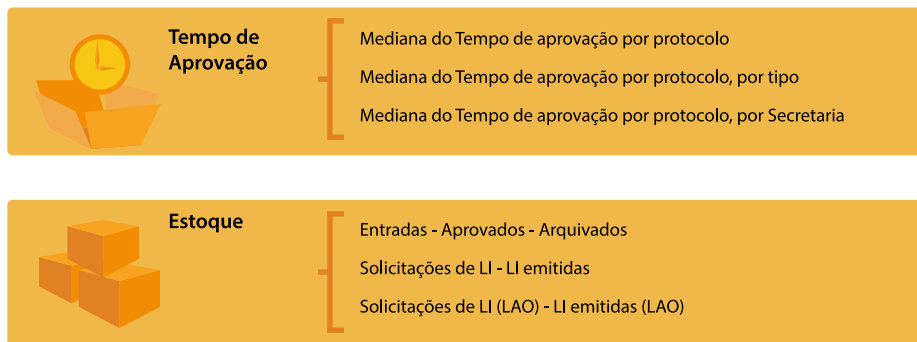 Tempo de
Aprovação
Mediana do Tempo de aprovação por protocolo
Mediana do Tempo de aprovação por protocolo, por tipo
Mediana do Tempo de aprovação por protocolo, por Secretaria
Estoque
Entradas - Aprovados - Arquivados
Solicitações de LI - LI emitidas
Solicitações de LI (LAO) - LI emitidas (LAO)